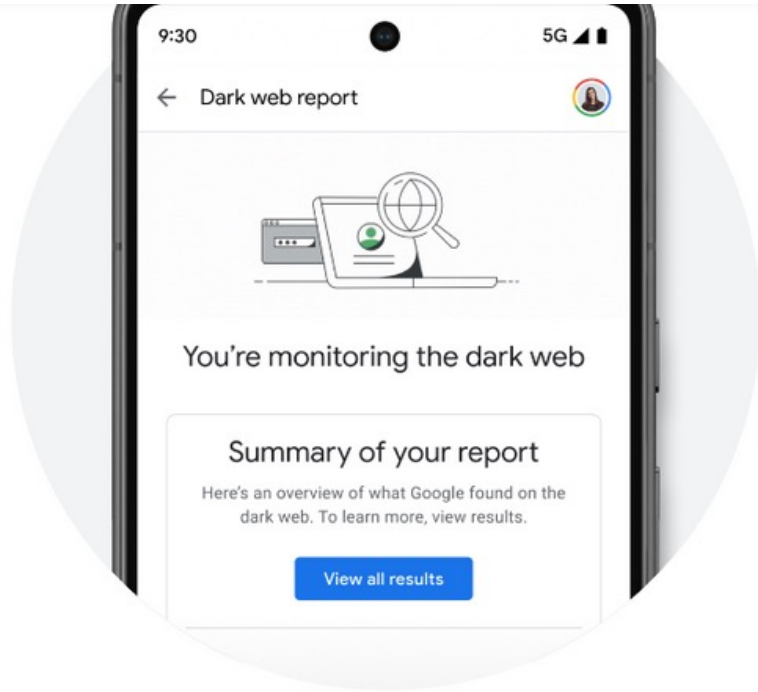 9:30
5G
Dark web report
You're monitoring the dark web
Summary of your report
Here's an overview of what Google found on the
dark web. To learn more, view results.
View all results